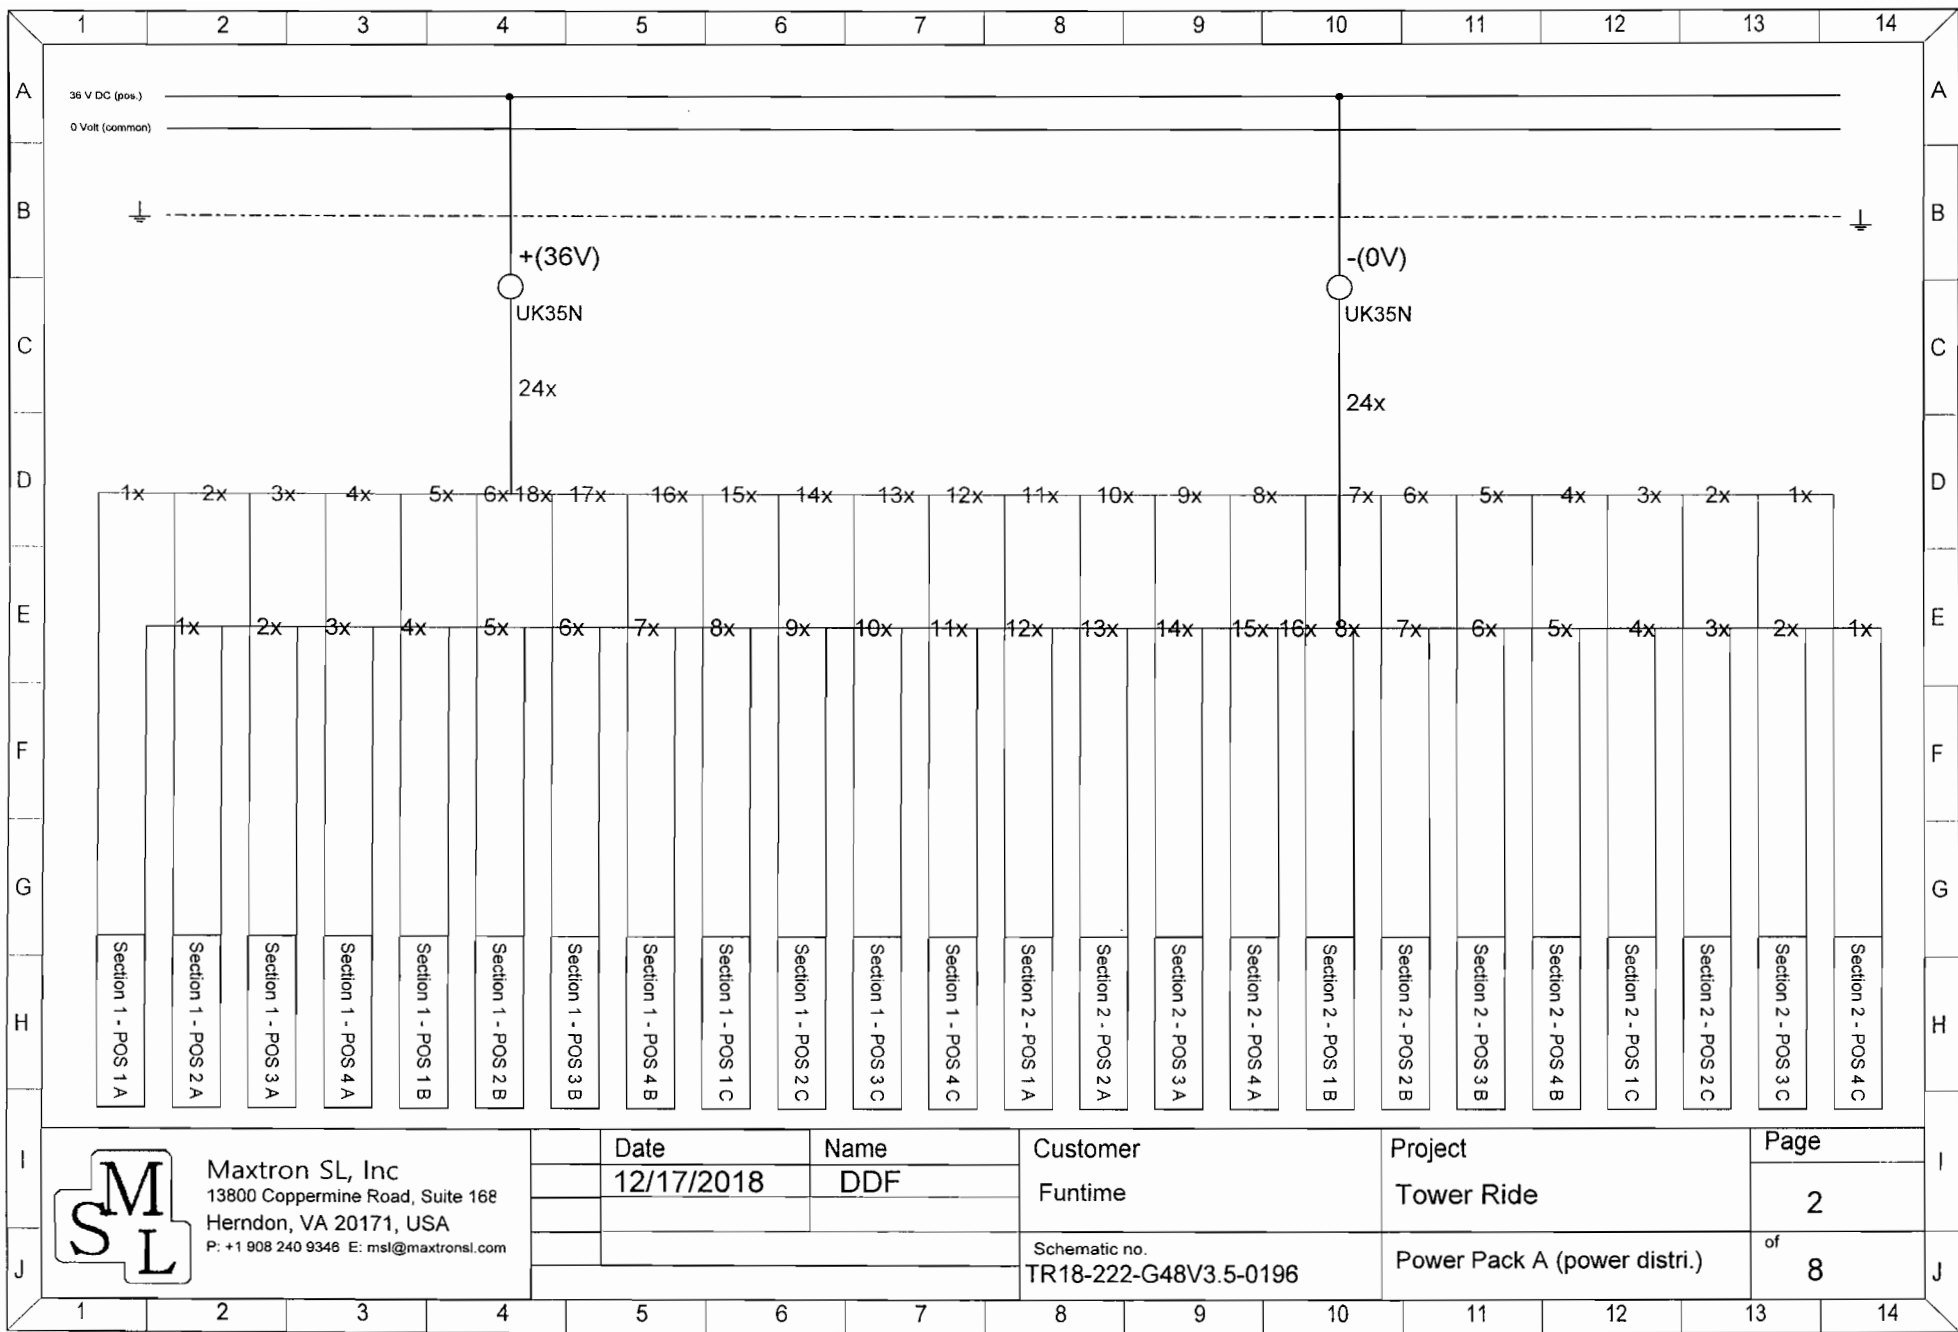 1 2 3 4 5 6 7 8 9 10 11 12 13 14
A A
36 V DC (pos.)
0 Volt (common)
B B
+(36V) -(0V)
UK35N UK35N
C C
24x 24x
D D
1x 2x 3x 4x 5x 6x 18x 17x 16x 15x 14x 13x 12x 11x 10x 9x 8x 7x 6x 5x 4x 3x 2x 1x
E E
1x 2x 3x 4x 5x 6x 7x 8x 9x 10x 11x 12x 13x 14x 15x 16x 8x 7x 6x 5x 4x 3x 2x 1x
F F
G G
H H
Section 1 - POS 1 A
Section 1 - POS 2 A
Section 1 - POS 3 A
Section 1 - POS 4 A
Section 1 - POS 1 B
Section 1 - POS 2 B
Section 1 - POS 3 B
Section 1 - POS 4 B
Section 1 - POS 1 C
Section 1 - POS 2 C
Section 1 - POS 3 C
Section 1 - POS 4 C
Section 2 - POS 1 A
Section 2 - POS 2 A
Section 2 - POS 3 A
Section 2 - POS 4 A
Section 2 - POS 1 B
Section 2 - POS 2 B
Section 2 - POS 3 B
Section 2 - POS 4 B
Section 2 - POS 1 C
Section 2 - POS 2 C
Section 2 - POS 3 C
Section 2 - POS 4 C
I I
M
S L
Maxtron SL, Inc
13800 Coppermine Road, Suite 168
Herndon, VA 20171, USA
P: +1 908 240 9346 E: msl@maxtronsl.com
Date Name
12/17/2018 DDF
Customer
Funtime
Schematic no.
TR18-222-G48V3.5-0196
Project
Tower Ride
Power Pack A (power distri.)
Page
2
of
8
J J
1 2 3 4 5 6 7 8 9 10 11 12 13 14